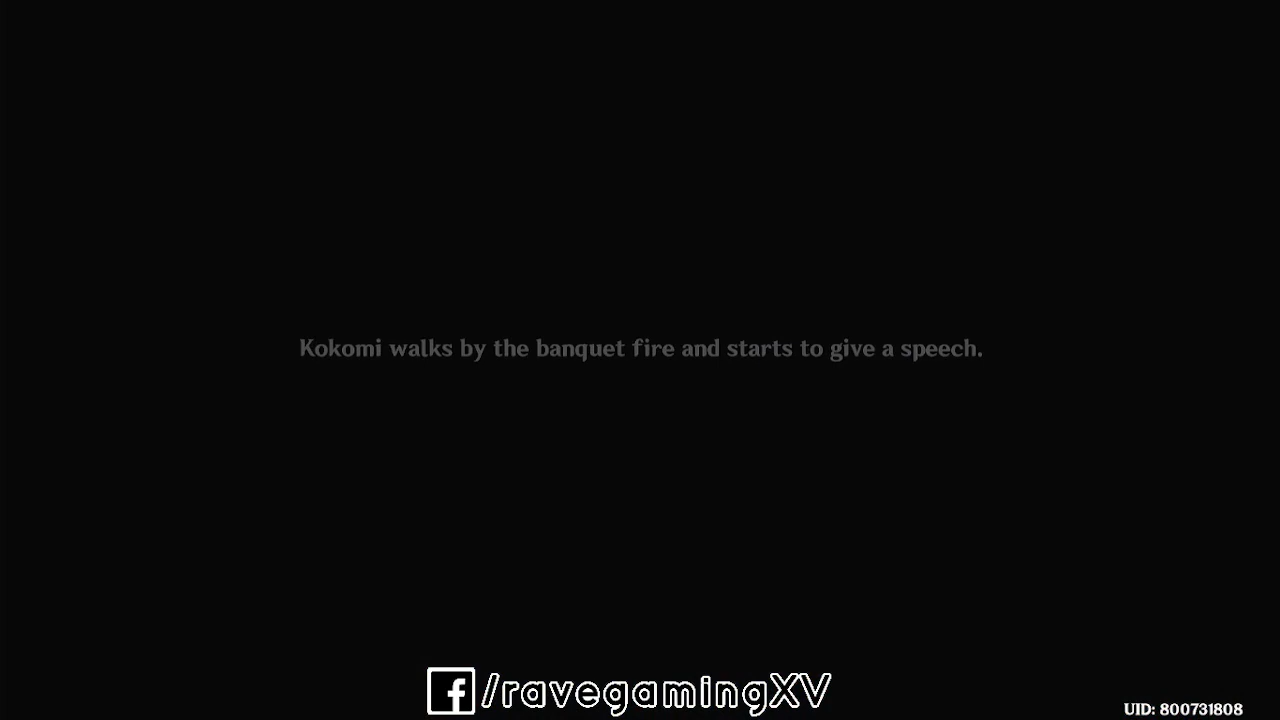 Kokomi walks by the banquet fire and starts to give a speech.
/ravegamingXV
UID: 800731808